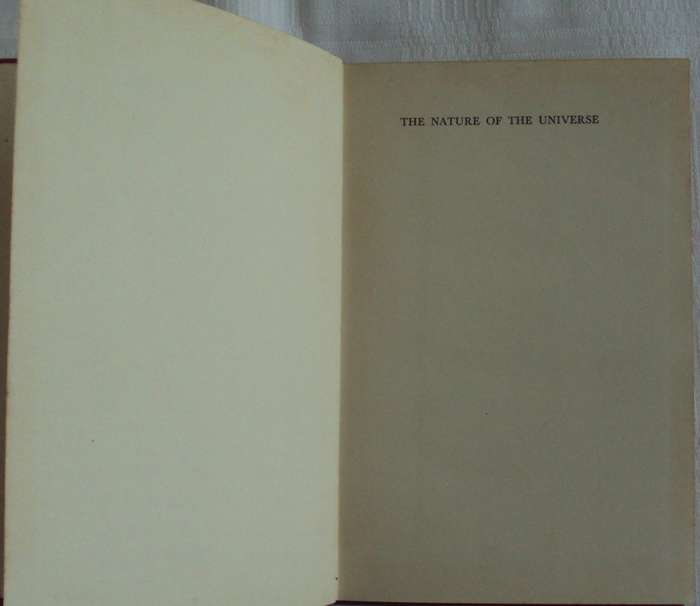 THE NATURE OF THE UNIVERSE